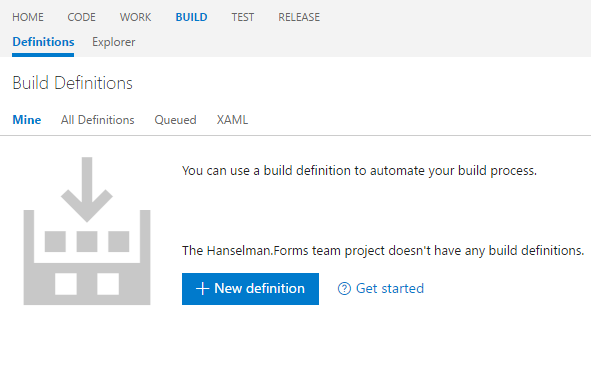 HOME CODE WORK BUILD TEST RELEASE
Definitions Explorer
Build Definitions
Mine All Definitions Queued XAML
You can use a build definition to automate your build process.
The Hanselman.Forms team project doesn't have any build definitions.
+ New definition ? Get started